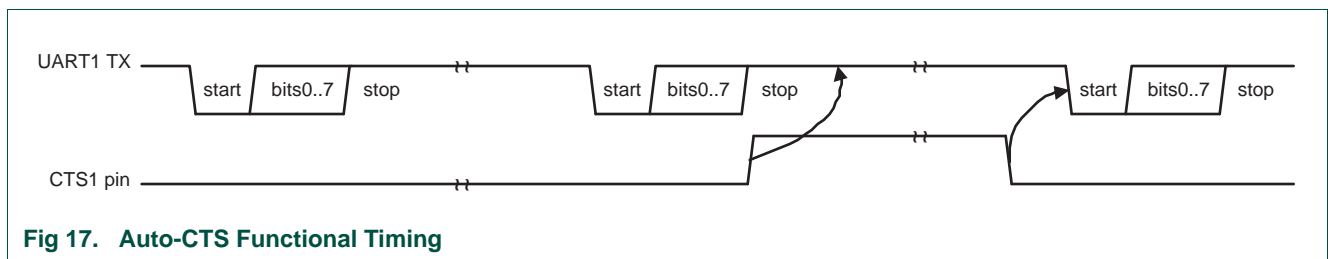 UART1 TX
start bits0..7 stop start bits0..7 stop start bits0..7 stop
CTS1 pin
Fig 17. Auto-CTS Functional Timing